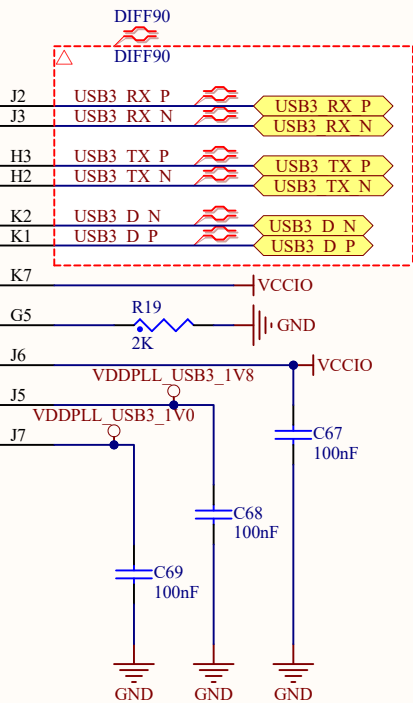 DIFF90
DIFF90
J2 USB3_RX_P USB3_RX_P
J3 USB3_RX_N USB3_RX_N
H3 USB3_TX_P USB3_TX_P
H2 USB3_TX_N USB3_TX_N
K2 USB3_D_N USB3_D_N
K1 USB3_D_P USB3_D_P
K7 VCCIO
R19
G5 GND
2K
J6 VCCIO
VDDPLL_USB3_1V8
J5
VDDPLL_USB3_1V0
J7
C67
100nF
C68
100nF
C69
100nF
GND GND GND